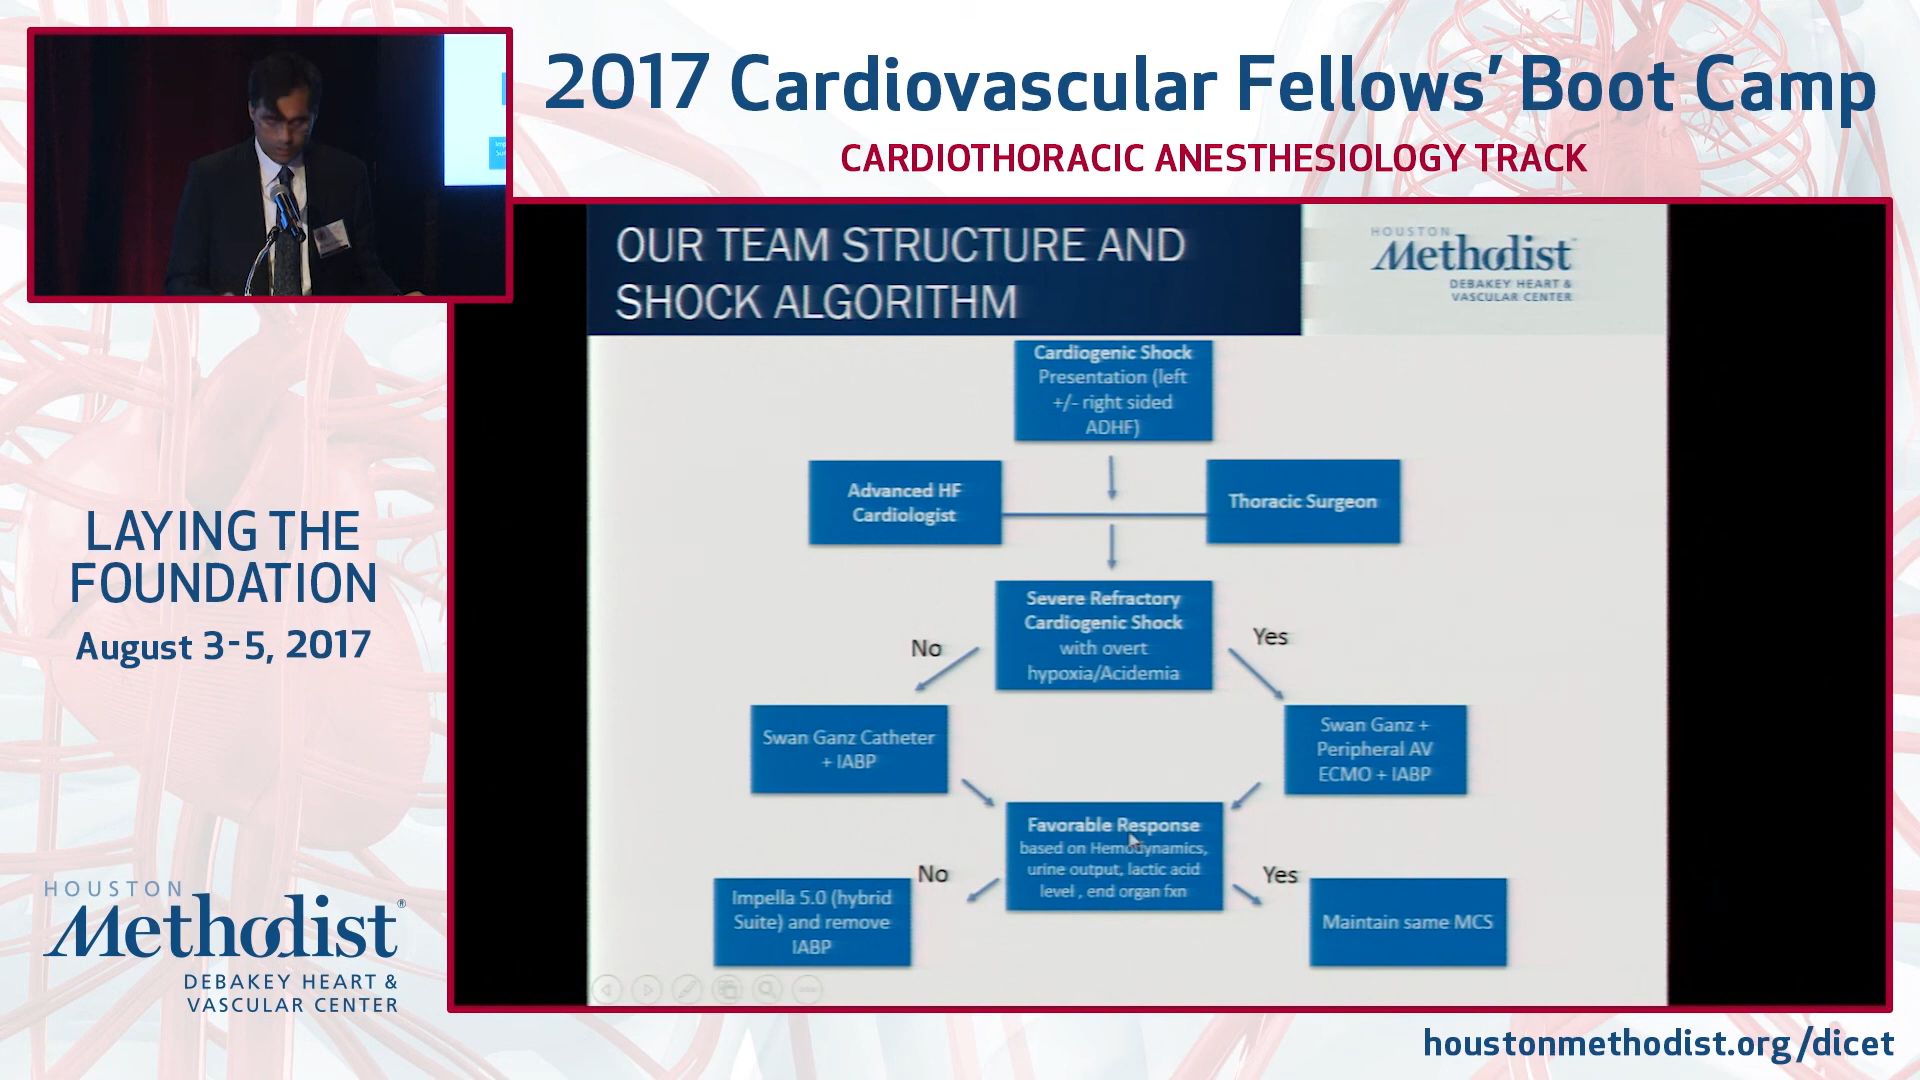 2017 Cardiovascular Fellows' Boot Camp
CARDIOTHORACIC ANESTHESIOLOGY TRACK
OUR TEAM STRUCTURE AND
SHOCK ALGORITHM
HOUSTON
Methodist
DEBAKEY HEART &
VASCULAR CENTER
Cardiogenic Shock
Presentation (left
+/- right sided
ADHF)
Advanced HF
Cardiologist
Thoracic Surgeon
Severe Refractory
Cardiogenic Shock
with overt
hypoxia/Acidemia
No
Yes
Swan Ganz Catheter
+ IABP
Swan Ganz +
Peripheral AV
ECMO + IABP
Favorable Response
based on Hemodynamics,
urine output, lactic acid
level , end organ fxn
No
Yes
Impella 5.0 (hybrid
Suite) and remove
IABP
Maintain same MCS
LAYING THE
FOUNDATION
August 3-5, 2017
HOUSTON
Methodist®
DEBAKEY HEART &
VASCULAR CENTER
houstonmethodist.org/dicet